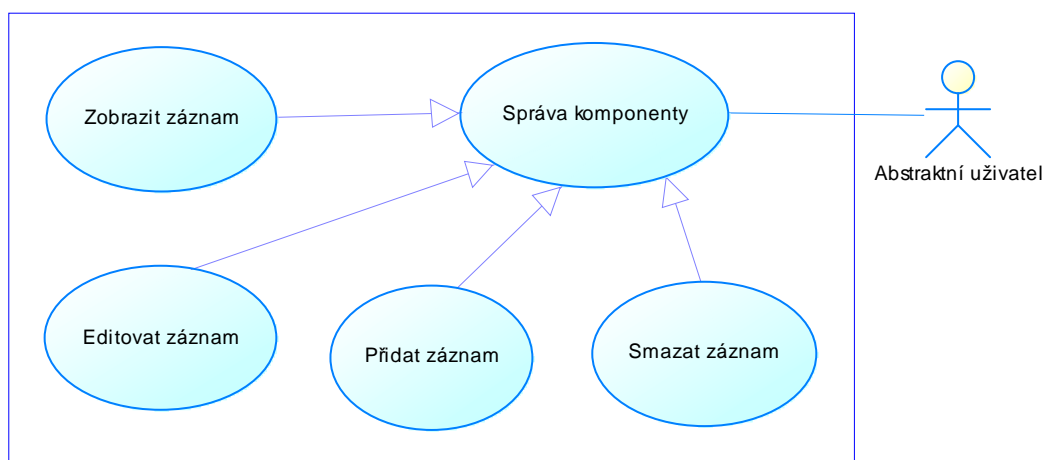 Zobrazit záznam
Správa komponenty
Abstraktní uživatel
Editovat záznam
Přidat záznam
Smazat záznam